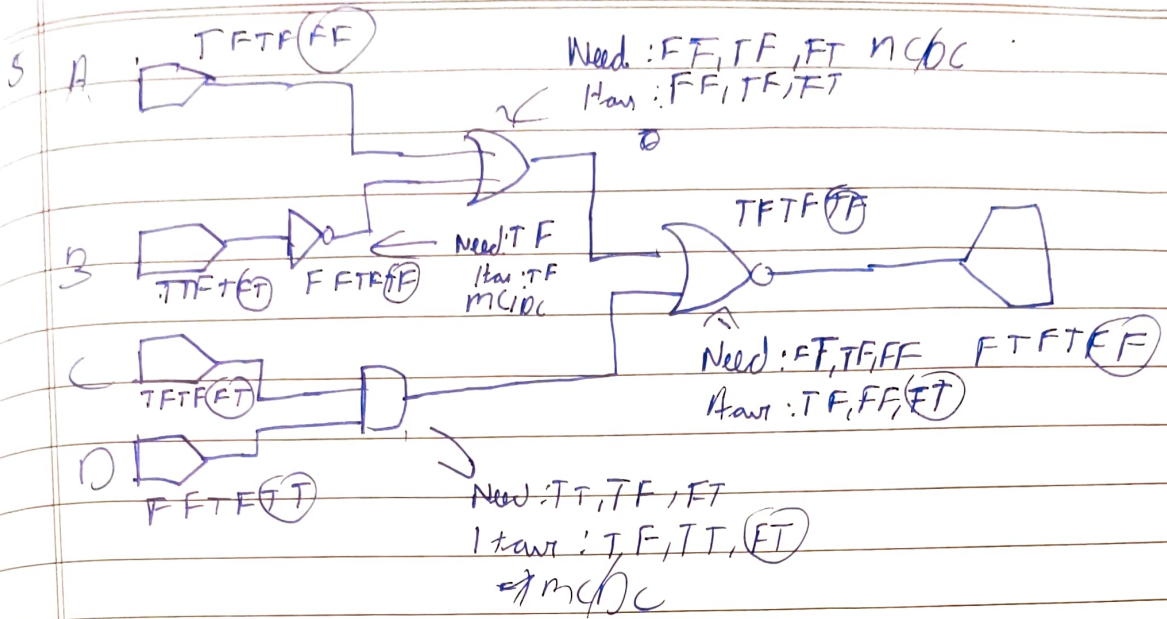 S A TFTF FF
Need : FF, TF, FT MC/DC
Have : FF, TF, FT
B TTFT FT
FFTF TF
Need: TF
Have : TF
MC/DC
TFTF TF
C TFTF FT
D FFTF TT
Need : FT, TF, FF
Have : TF, FF, FT
FTFT FF
Need : TT, TF, FT
Have : TF, TT, FT
MC/DC